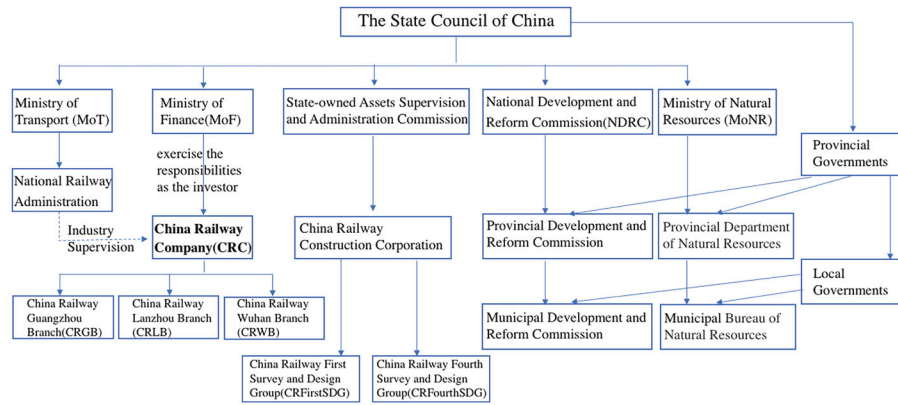 The State Council of China
Ministry of
Transport (MoT)
Ministry of
Finance(MoF)
State-owned Assets Supervision
and Administration Commission
National Development and
Reform Commission(NDRC)
Ministry of Natural
Resources (MoNR)
Provincial
Governments
exercise the
responsibilities
as the investor
National Railway
Administration
Industry
Supervision
China Railway
Company(CRC)
China Railway
Construction Corporation
Provincial Development and
Reform Commission
Provincial Department
of Natural Resources
Local
Governments
China Railway
Guangzhou
Branch(CRGB)
China Railway
Lanzhou Branch
(CRLB)
China Railway
Wuhan Branch
(CRWB)
Municipal Development and
Reform Commission
Municipal Bureau of
Natural Resources
China Railway First
Survey and Design
Group(CRFirstSDG)
China Railway Fourth
Survey and Design
Group(CRFourthSDG)